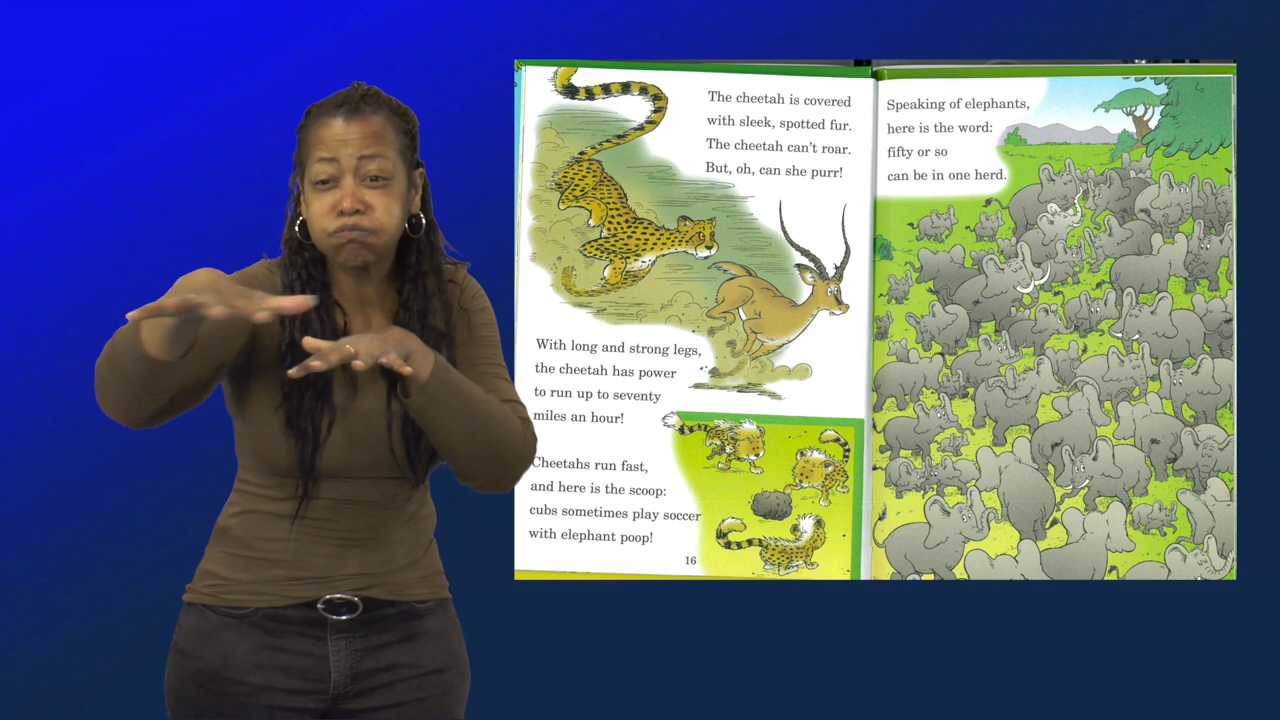 The cheetah is covered
with sleek, spotted fur.
The cheetah can't roar.
But, oh, can she purr!
With long and strong legs,
the cheetah has power
to run up to seventy
miles an hour!
Cheetahs run fast,
and here is the scoop:
cubs sometimes play soccer
with elephant poop!
16
Speaking of elephants,
here is the word:
fifty or so
can be in one herd.